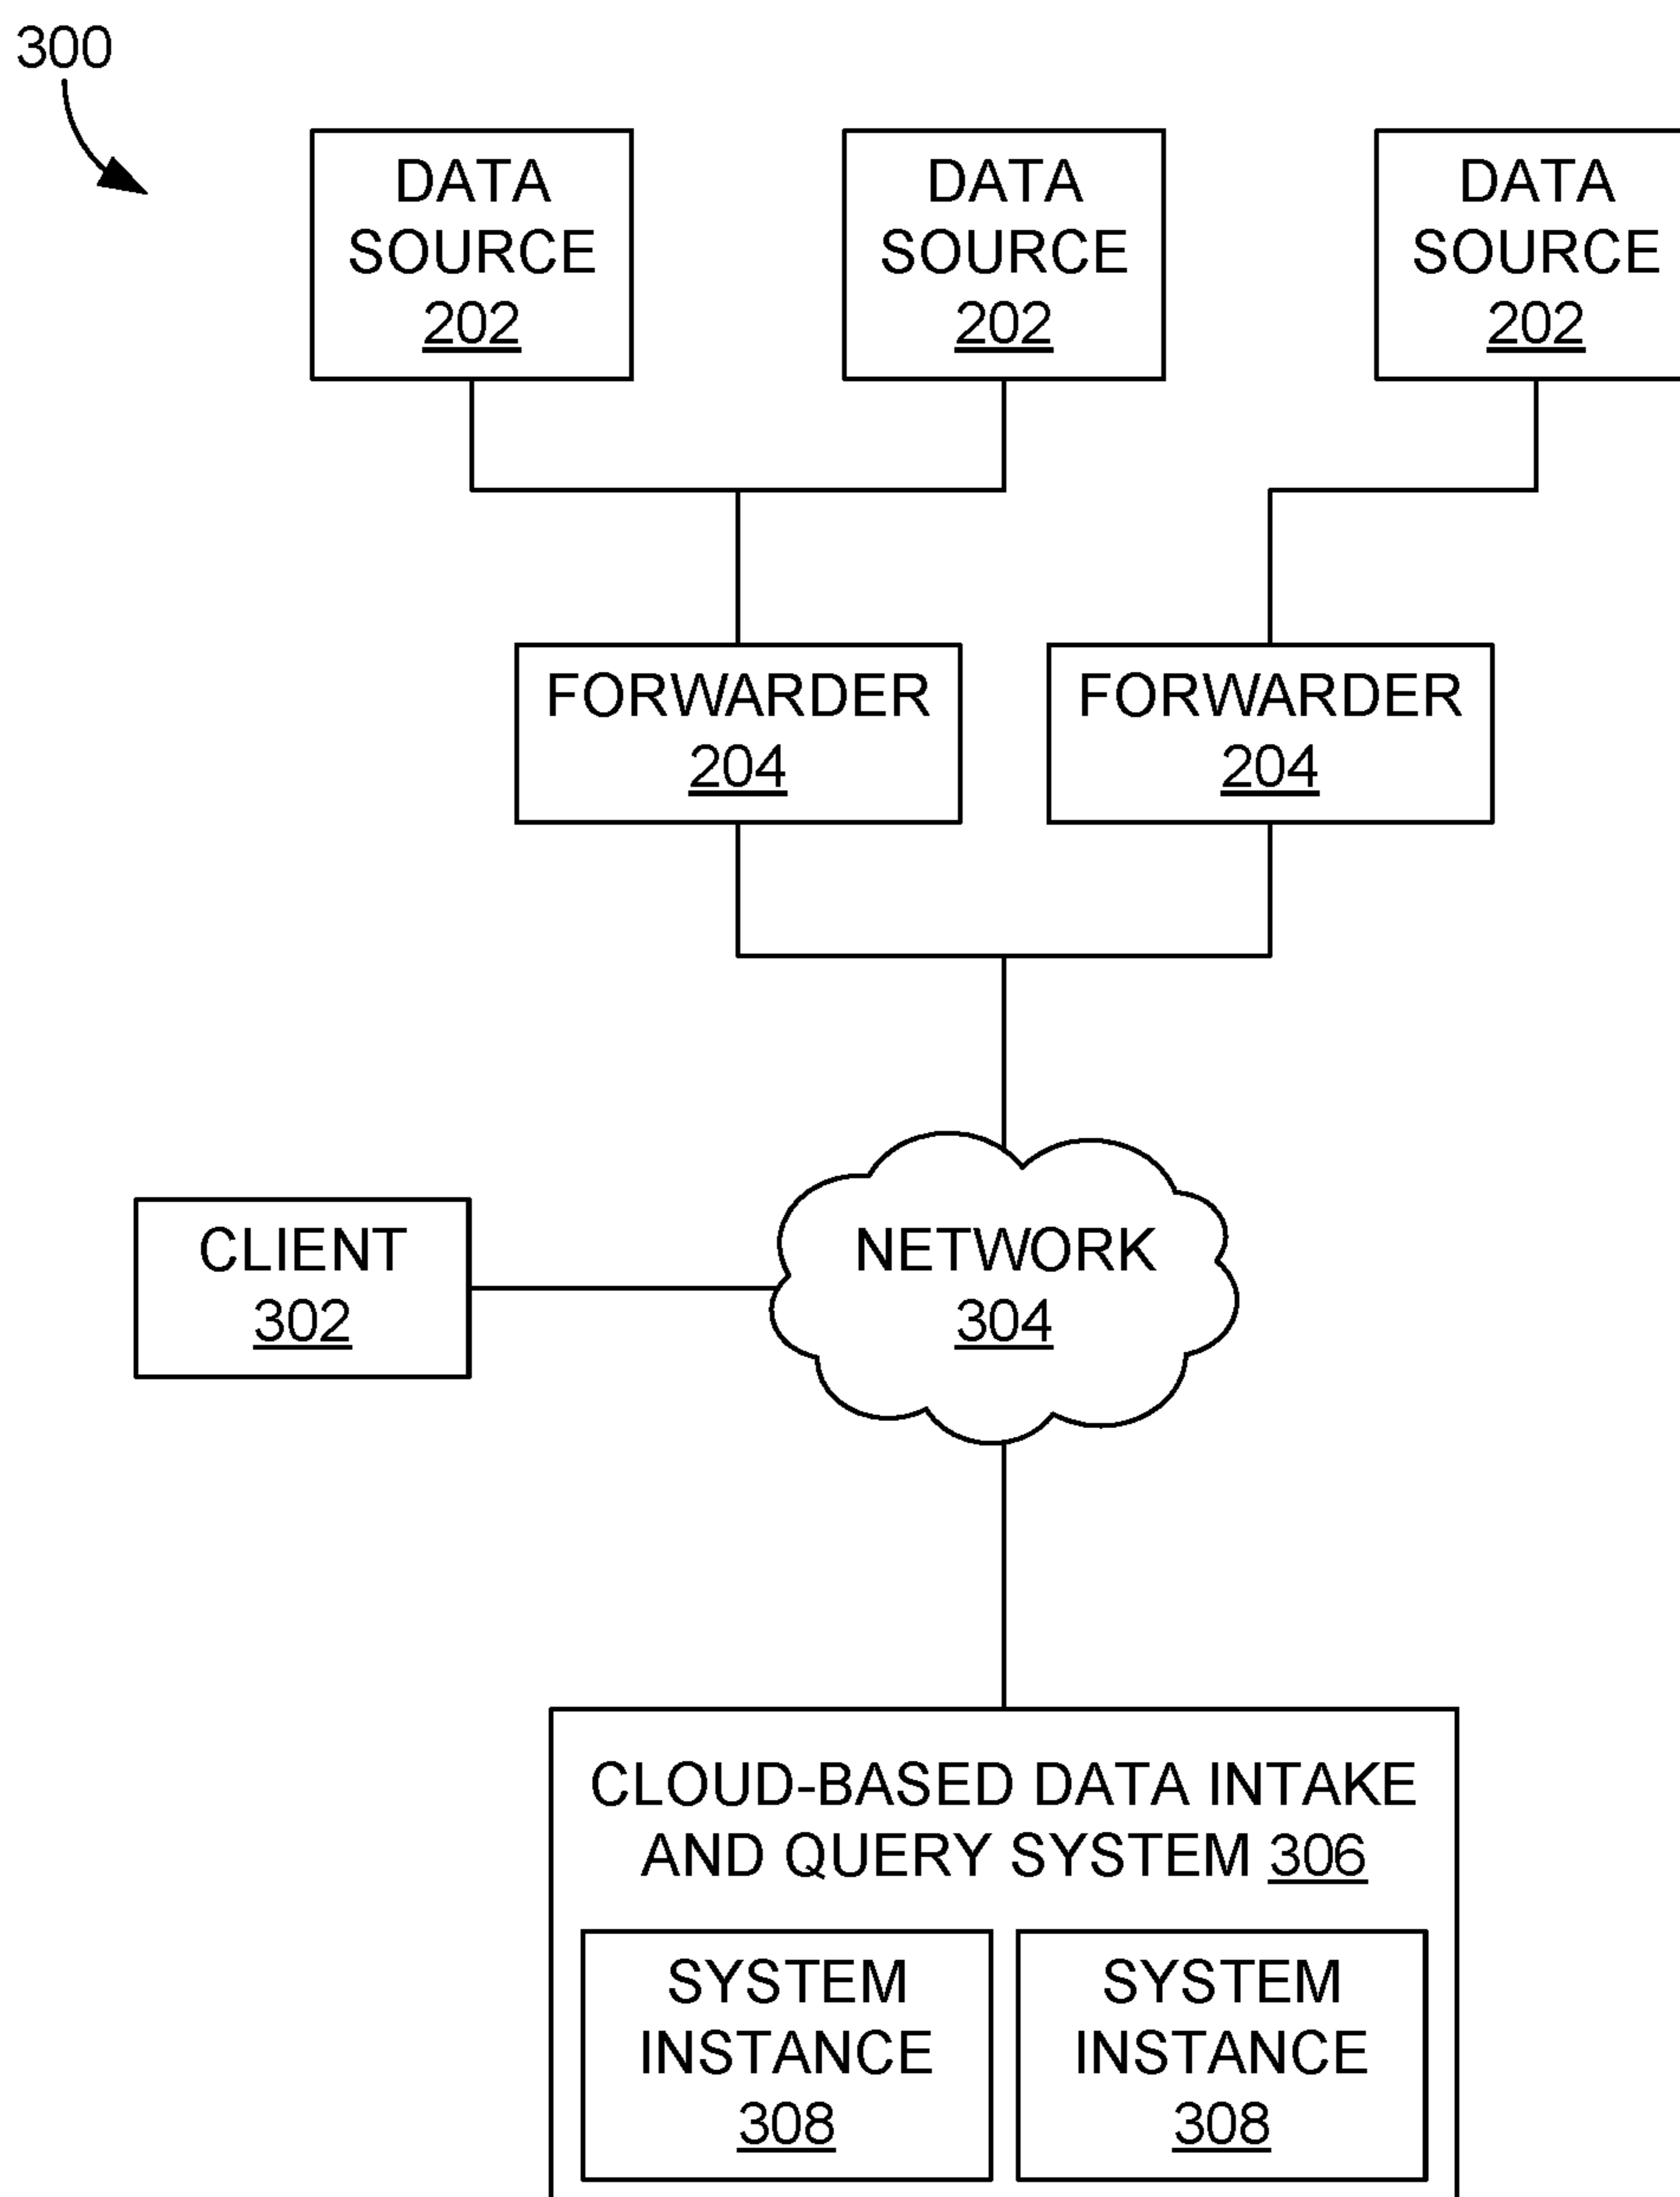 300
DATA
SOURCE
202
DATA
SOURCE
202
DATA
SOURCE
202
FORWARDER
204
FORWARDER
204
CLIENT
302
NETWORK
304
CLOUD-BASED DATA INTAKE
AND QUERY SYSTEM 306
SYSTEM
INSTANCE
308
SYSTEM
INSTANCE
308